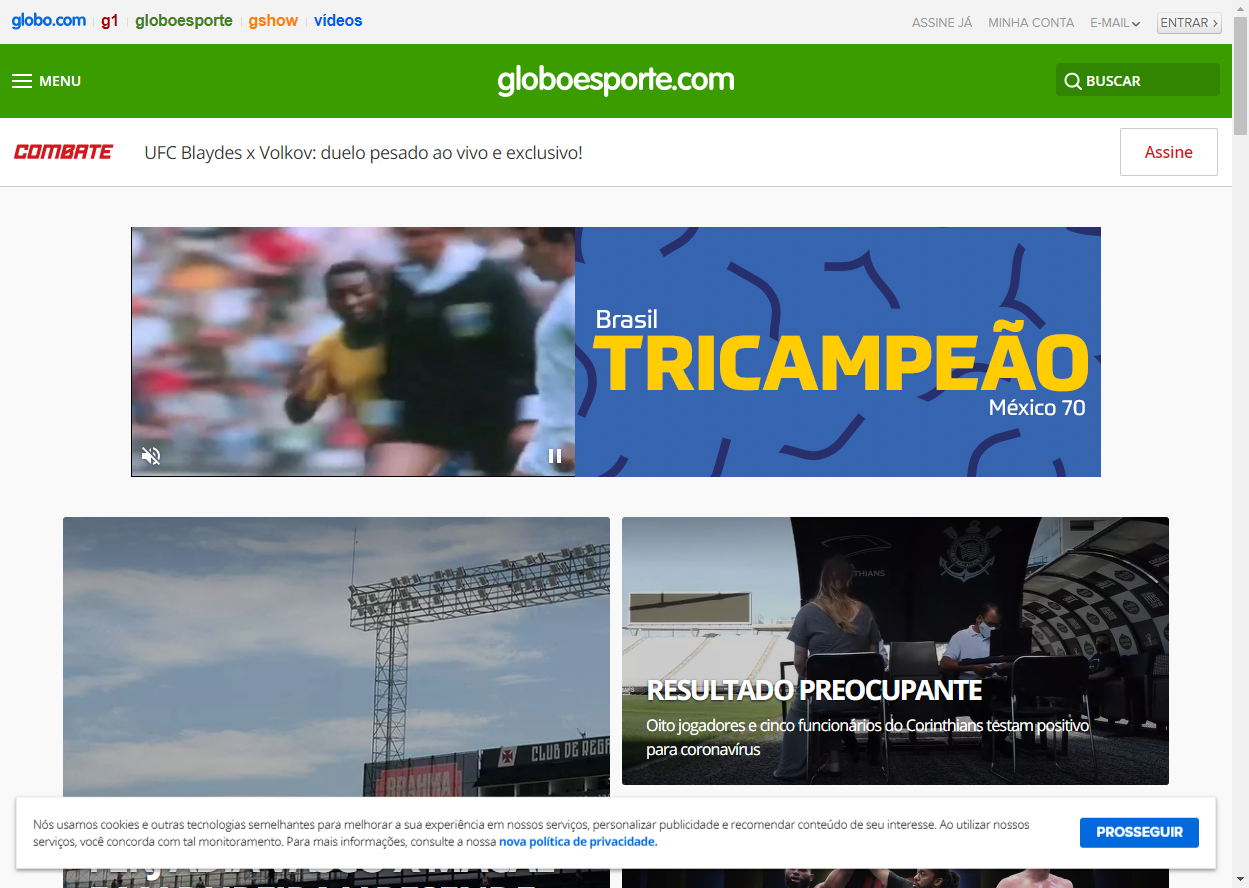 globo.com g1 globoesporte gshow vídeos ASSINE JÁ MINHA CONTA E-MAIL ENTRAR ›
MENU globoesporte.com BUSCAR
COMBATE UFC Blaydes x Volkov: duelo pesado ao vivo e exclusivo! Assine
Brasil
TRICAMPEÃO
México 70
THIANS
RESULTADO PREOCUPANTE
Oito jogadores e cinco funcionários do Corinthians testam positivo
para coronavírus
CLUB DE REGA
BRAHMA
Nós usamos cookies e outras tecnologias semelhantes para melhorar a sua experiência em nossos serviços, personalizar publicidade e recomendar conteúdo de seu interesse. Ao utilizar nossos
serviços, você concorda com tal monitoramento. Para mais informações, consulte a nossa nova política de privacidade.
PROSSEGUIR